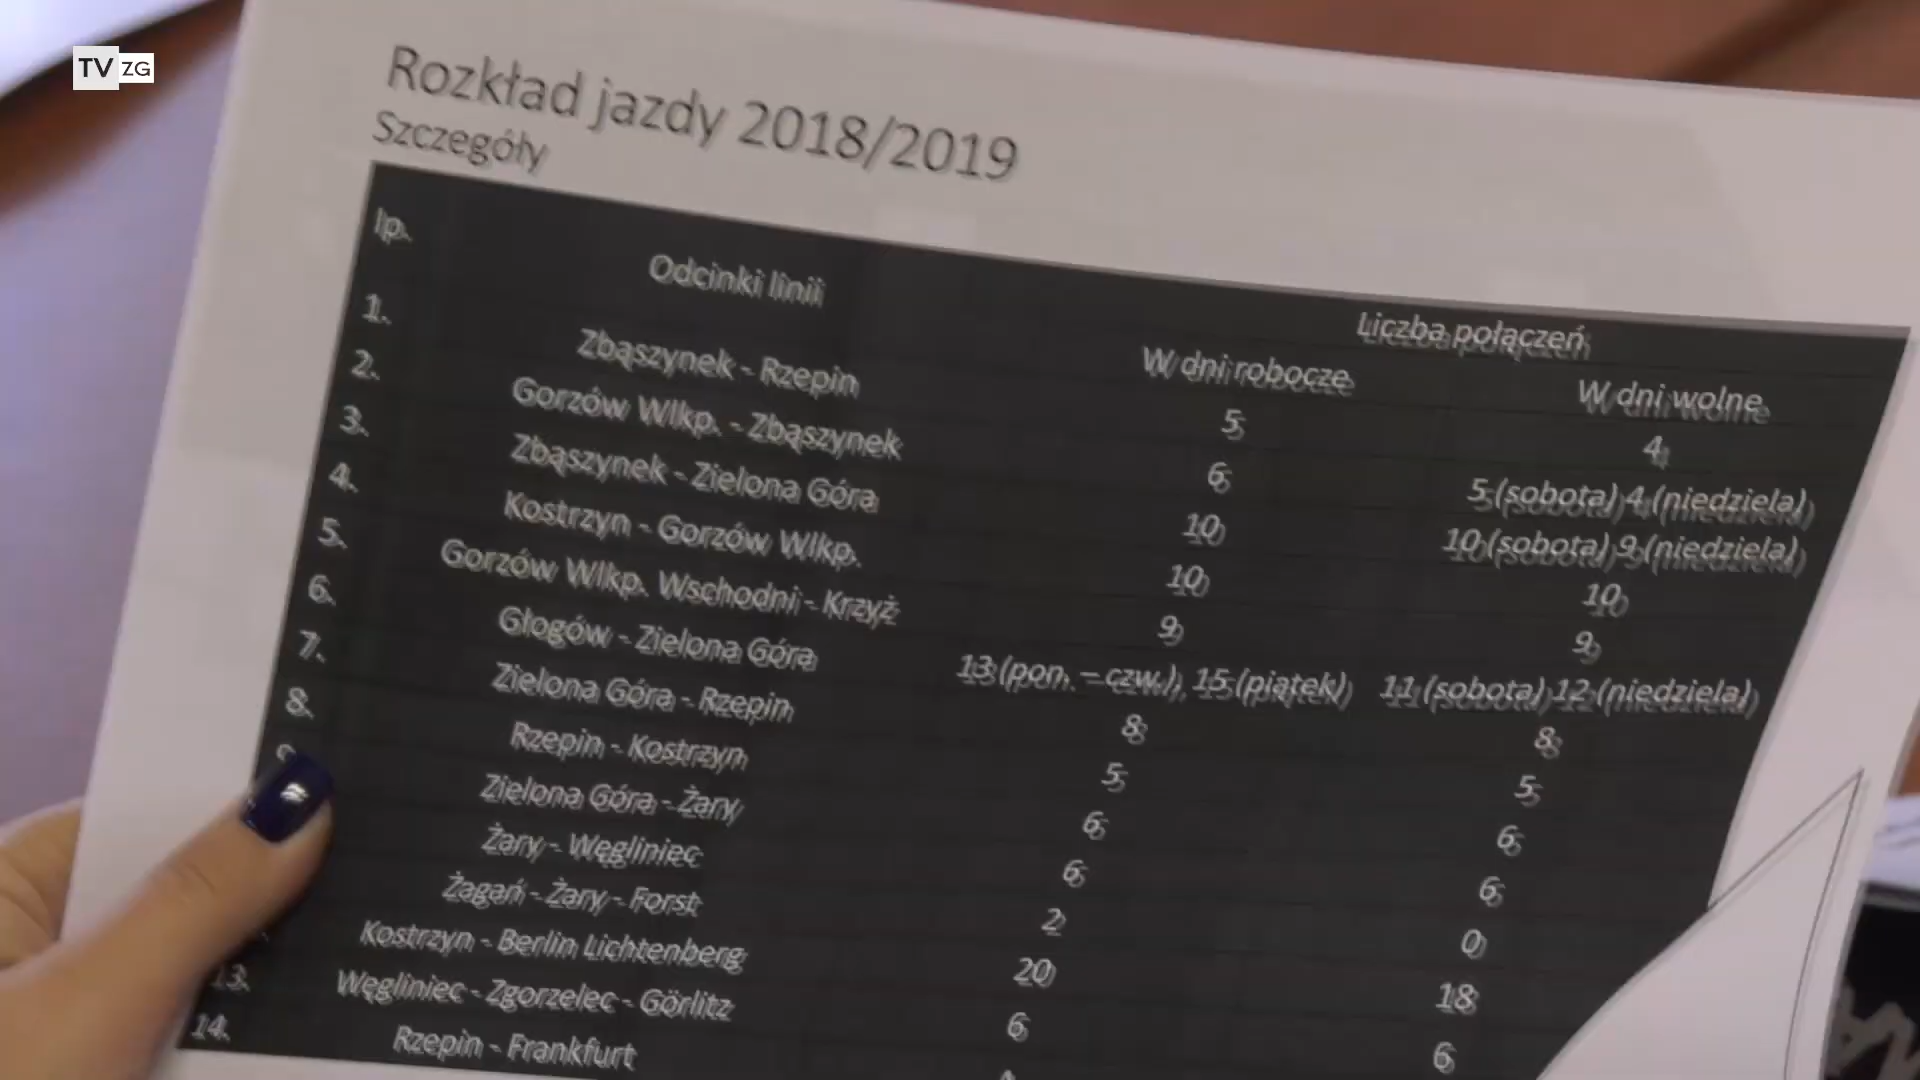 TV ZG
Rozkład jazdy 2018/2019
Szczegóły
lp. Odcinki linii Liczba połączeń
W dni robocze W dni wolne
1. Zbąszynek - Rzepin 5 4
2. Gorzów Wlkp. - Zbąszynek 6 5 (sobota) 4 (niedziela)
3. Zbąszynek - Zielona Góra 10 10 (sobota) 9 (niedziela)
4. Kostrzyn - Gorzów Wlkp. 10 10
5. Gorzów Wlkp. Wschodni - Krzyż 9 9
6. Głogów - Zielona Góra 13 (pon. – czw.), 15 (piątek) 11 (sobota) 12 (niedziela)
7. Zielona Góra - Rzepin 8 8
8. Rzepin - Kostrzyn 5 5
Zielona Góra - Żary 6 6
Żary - Węgliniec 6 6
Żagań - Żary - Forst 2 0
Kostrzyn - Berlin Lichtenberg 20 18
13. Węgliniec - Zgorzelec - Görlitz 6 6
14. Rzepin - Frankfurt